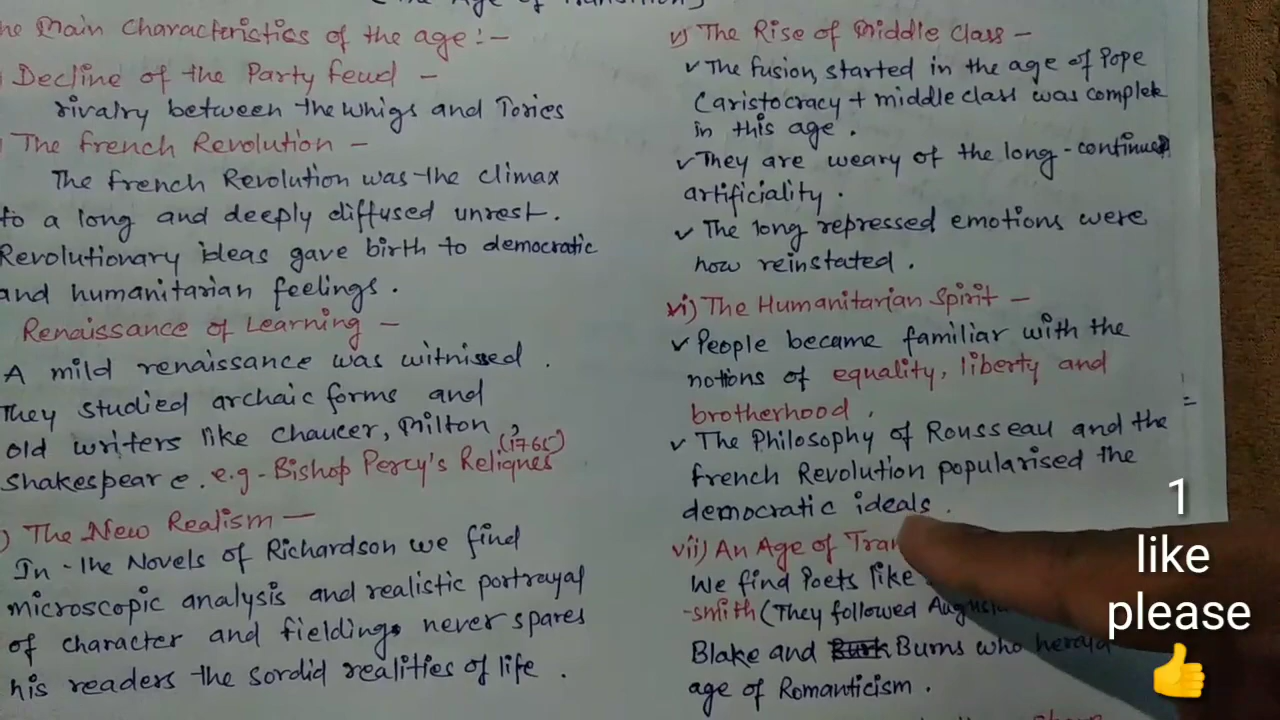 (The Age of Transition)
he Main Characteristics of the age :-
) Decline of the Party feud -
rivalry between the whigs and Tories
) The French Revolution -
The french Revolution was the climax
to a long and deeply diffused unrest.
Revolutionary ideas gave birth to democratic
and humanitarian feelings.
Renaissance of Learning -
A mild renaissance was witnissed .
They studied archaic forms and
old writers like Chaucer, Milton ,
Shakespeare. e.g- Bishop Percy's Reliques (1765)
) The New Realism —
In the Novels of Richardson we find
microscopic analysis and realistic portrayal
of character and fielding never spares
his readers the sordid realities of life .
v) The Rise of Middle Class -
✓ The fusion, started in the age of Pope
(aristocracy + middle class was complek
in this age .
✓ They are weary of the long-continued
artificiality .
✓ The long repressed emotions were
now reinstated .
vi) The Humanitarian Spirit -
✓ People became familiar with the
notions of equality, liberty and
brotherhood .
✓ The Philosophy of Rousseau and the
french Revolution popularised the
democratic ideals .
vii) An Age of Tran
We find Poets like
-smith (They followed Augusta
Blake and Burns who herald
age of Romanticism .
1
like
please
👍